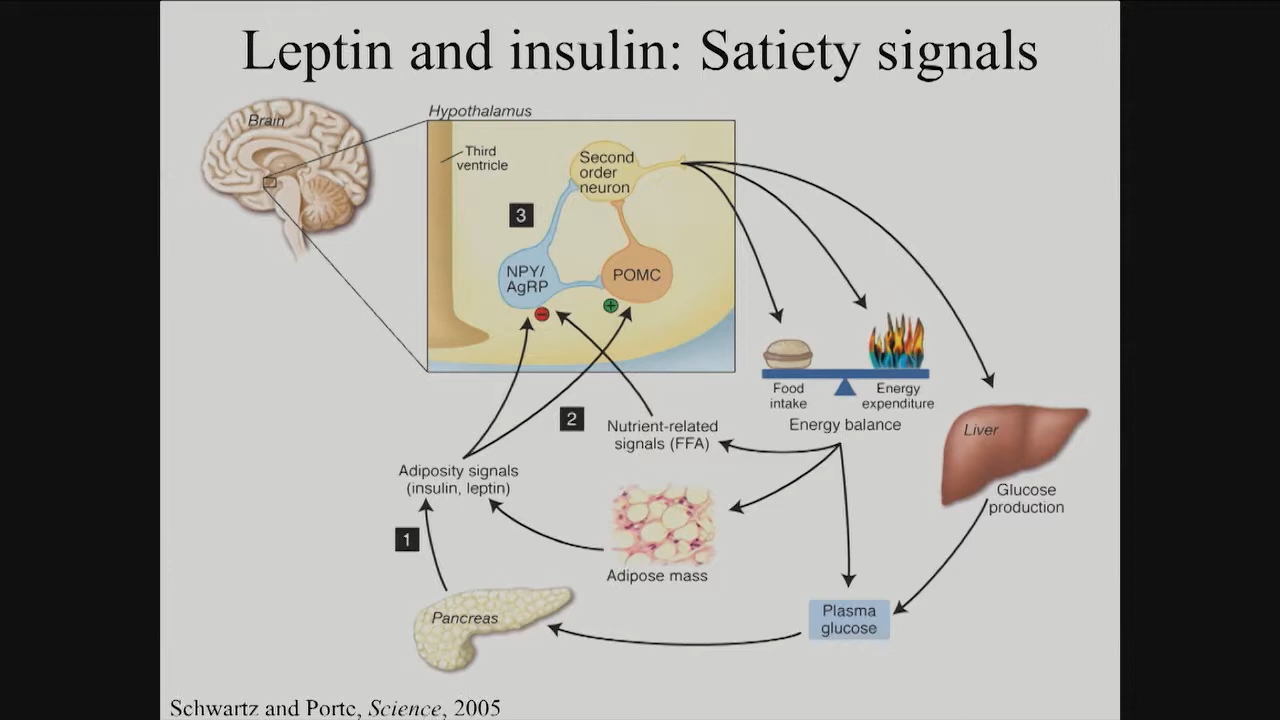 Leptin and insulin: Satiety signals
Brain
Hypothalamus
Third
ventricle
Second
order
neuron
3
NPY/
AgRP
POMC
Food
intake
Energy
expenditure
Energy balance
2
Nutrient-related
signals (FFA)
Liver
Glucose
production
Adiposity signals
(insulin, leptin)
1
Adipose mass
Plasma
glucose
Pancreas
Schwartz and Porte, Science, 2005